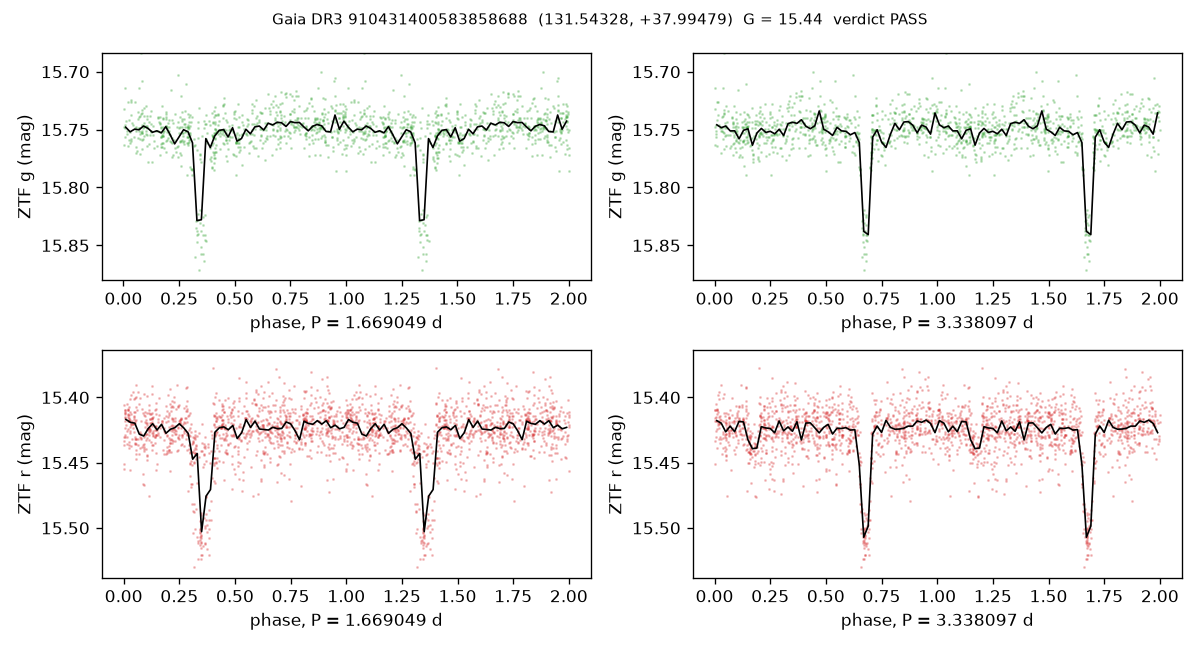 Gaia DR3 910431400583858688  (131.54328, +37.99479)  G = 15.44  verdict PASS
15.70
15.75
15.80
15.85
ZTF g (mag)
0.00 0.25 0.50 0.75 1.00 1.25 1.50 1.75 2.00
phase, P = 1.669049 d
15.70
15.75
15.80
15.85
ZTF g (mag)
0.00 0.25 0.50 0.75 1.00 1.25 1.50 1.75 2.00
phase, P = 3.338097 d
15.40
15.45
15.50
ZTF r (mag)
0.00 0.25 0.50 0.75 1.00 1.25 1.50 1.75 2.00
phase, P = 1.669049 d
15.40
15.45
15.50
ZTF r (mag)
0.00 0.25 0.50 0.75 1.00 1.25 1.50 1.75 2.00
phase, P = 3.338097 d